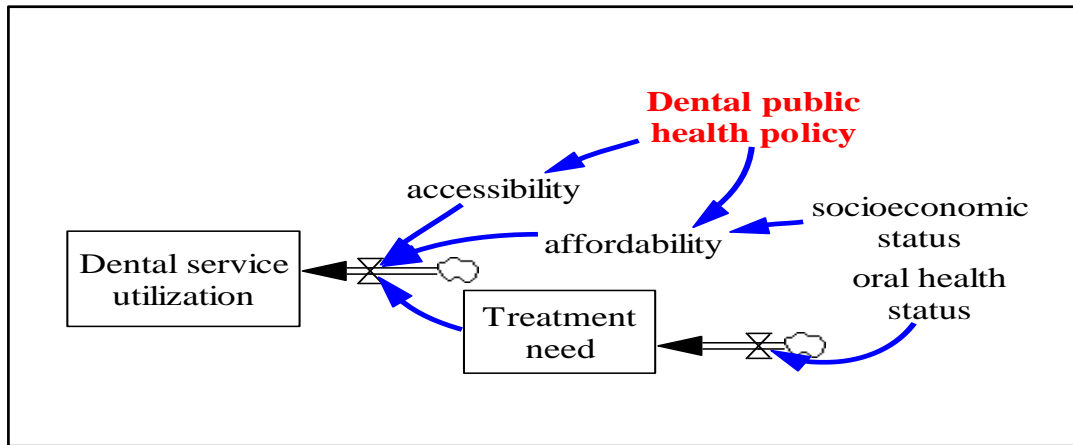 Dental public
health policy
accessibility
socioeconomic
status
affordability
Dental service
utilization
oral health
status
Treatment
need